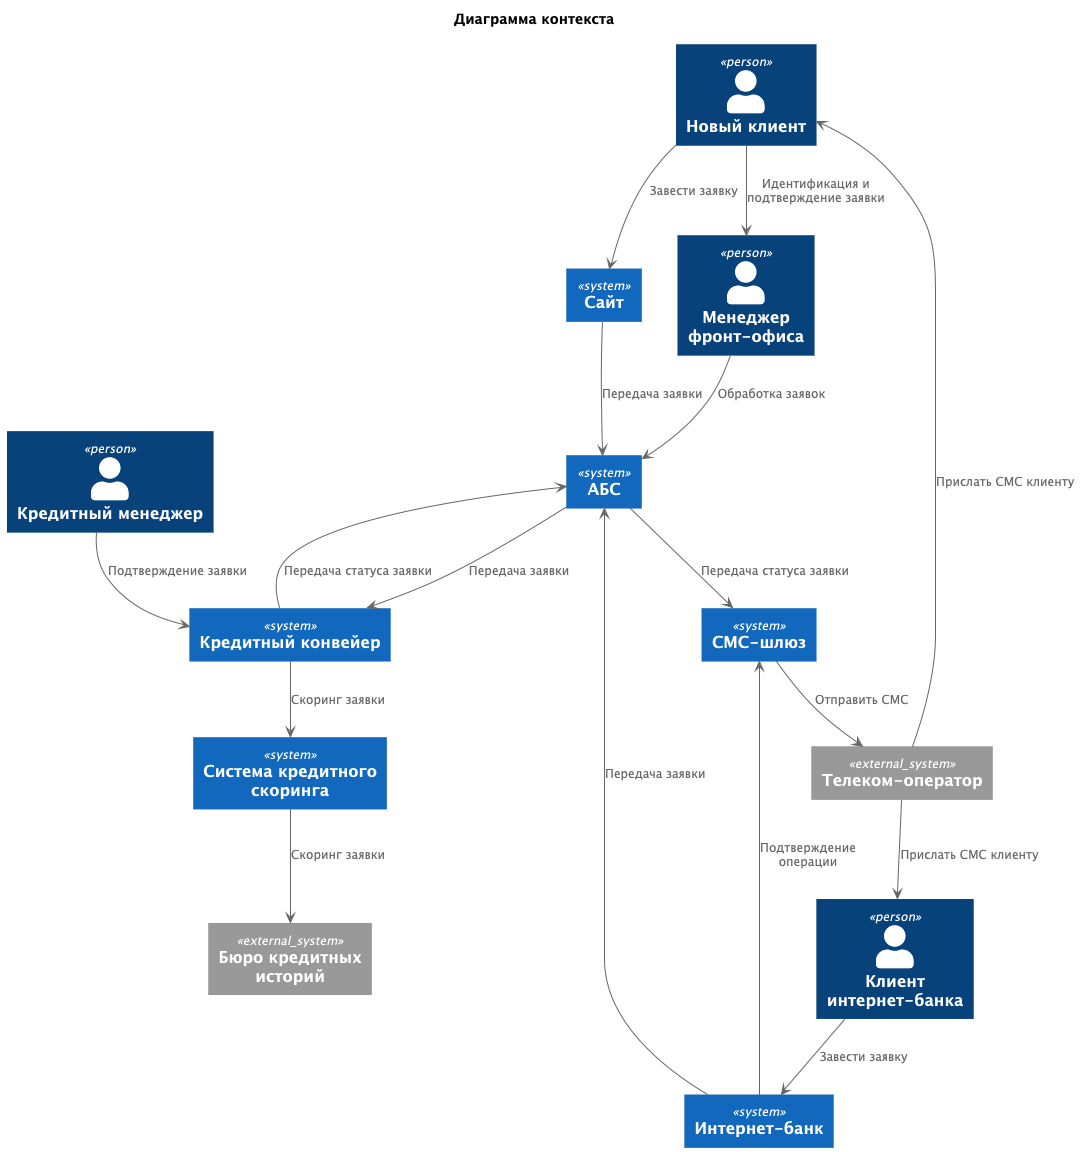 Диаграмма контекста
«person»
Новый клиент
Завести заявку
Идентификация и
подтверждение заявки
«person»
Менеджер
фронт-офиса
«system»
Сайт
Передача заявки
Обработка заявок
«person»
Кредитный менеджер
«system»
АБС
Прислать СМС клиенту
Подтверждение заявки
Передача статуса заявки
Передача заявки
Передача статуса заявки
«system»
Кредитный конвейер
«system»
СМС-шлюз
Скоринг заявки
Отправить СМС
«system»
Система кредитного
скоринга
Передача заявки
«external_system»
Телеком-оператор
Скоринг заявки
Подтверждение
операции
Прислать СМС клиенту
«external_system»
Бюро кредитных
историй
«person»
Клиент
интернет-банка
Завести заявку
«system»
Интернет-банк